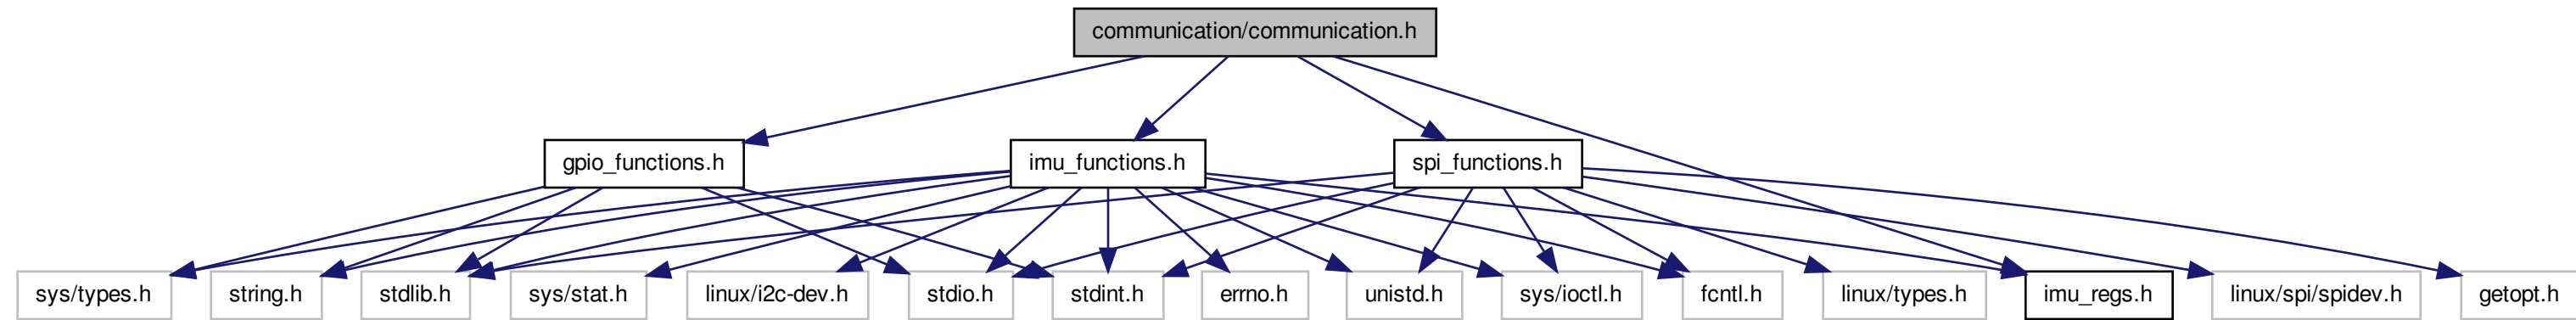 communication/communication.h
gpio_functions.h
imu_functions.h
spi_functions.h
sys/types.h
string.h
stdlib.h
sys/stat.h
linux/i2c-dev.h
stdio.h
stdint.h
errno.h
unistd.h
sys/ioctl.h
fcntl.h
linux/types.h
imu_regs.h
linux/spi/spidev.h
getopt.h